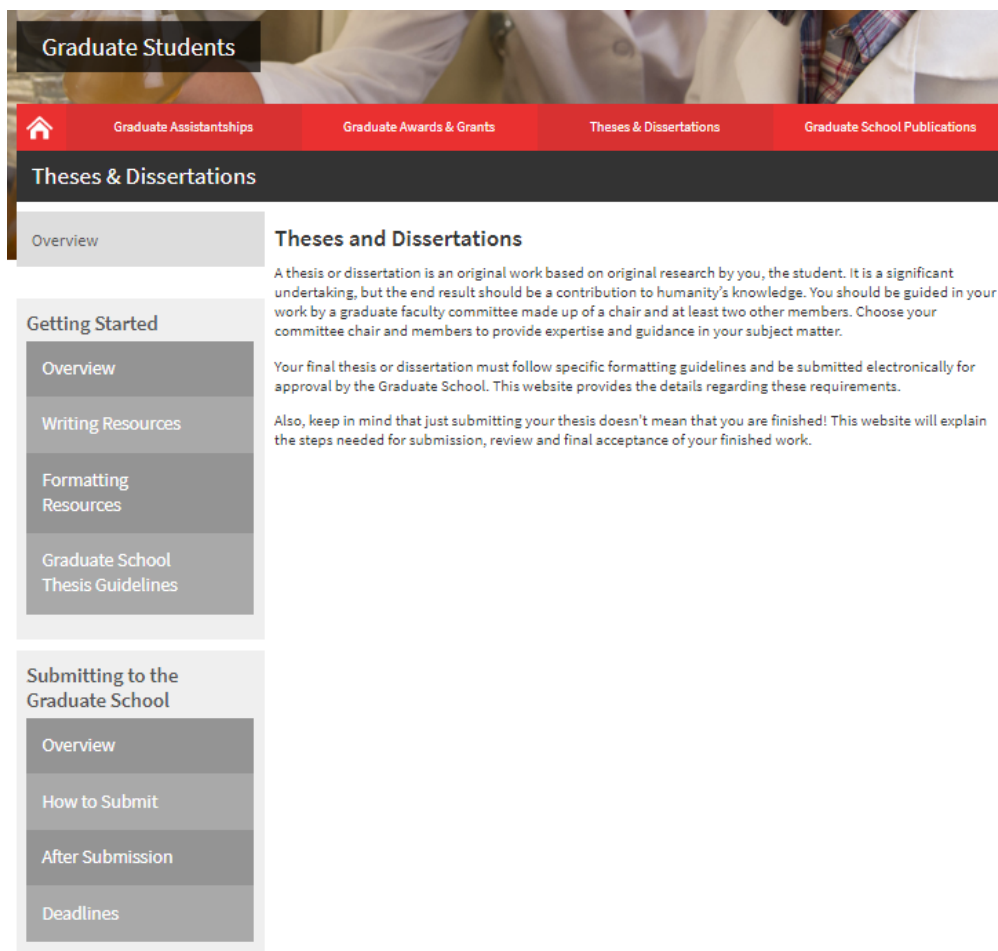 Graduate Students
Graduate Assistantships
Graduate Awards & Grants
Theses & Dissertations
Graduate School Publications
Theses & Dissertations
Overview
Getting Started
Overview
Writing Resources
Formatting
Resources
Graduate School
Thesis Guidelines
Submitting to the
Graduate School
Overview
How to Submit
After Submission
Deadlines
Theses and Dissertations
A thesis or dissertation is an original work based on original research by you, the student. It is a significant
undertaking, but the end result should be a contribution to humanity’s knowledge. You should be guided in your
work by a graduate faculty committee made up of a chair and at least two other members. Choose your
committee chair and members to provide expertise and guidance in your subject matter.
Your final thesis or dissertation must follow specific formatting guidelines and be submitted electronically for
approval by the Graduate School. This website provides the details regarding these requirements.
Also, keep in mind that just submitting your thesis doesn’t mean that you are finished! This website will explain
the steps needed for submission, review and final acceptance of your finished work.